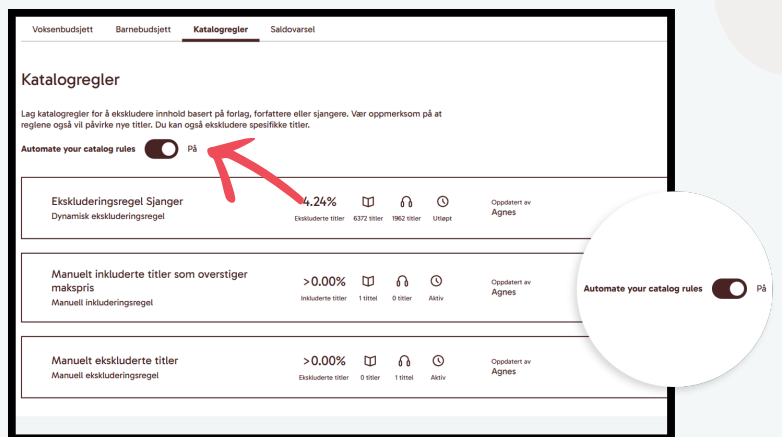 Voksenbudsjett Barnebudsjett Katalogregler Saldovarsel
Katalogregler
Lag katalogregler for å ekskludere innhold basert på forlag, forfattere eller sjangere. Vær oppmerksom på at
reglene også vil påvirke nye titler. Du kan også ekskludere spesifikke titler.
Automate your catalog rules På
Ekskluderingsregel Sjanger
Dynamisk ekskluderingsregel
4.24%
Ekskluderte titler 6372 titler 1962 titler Utløpt
Oppdatert av
Agnes
Manuelt inkluderte titler som overstiger
makspris
Manuell inkluderingsregel
>0.00%
Inkluderte titler 1 tittel 0 titler Aktiv
Oppdatert av
Agnes
Manuelt ekskluderte titler
Manuell ekskluderingsregel
>0.00%
Ekskluderte titler 0 titler 1 tittel Aktiv
Oppdatert av
Agnes
Automate your catalog rules På